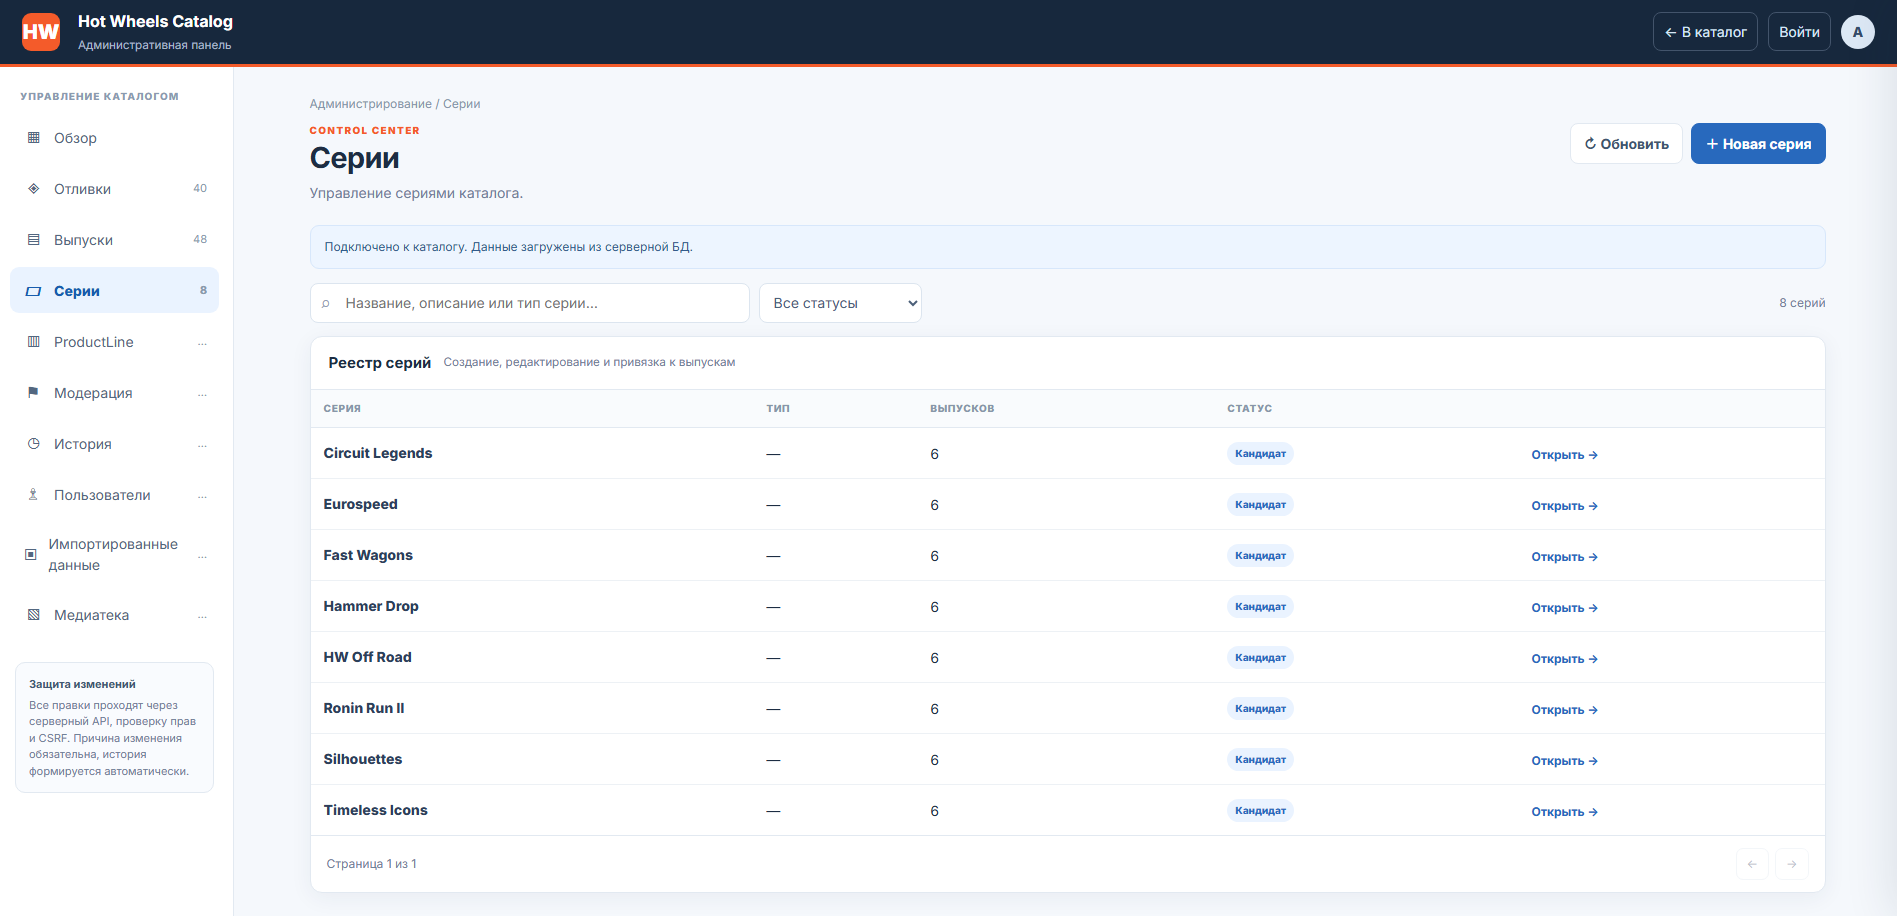 HW
Hot Wheels Catalog
Административная панель
← В каталог
Войти
A
УПРАВЛЕНИЕ КАТАЛОГОМ
Обзор
Отливки 40
Выпуски 48
Серии 8
ProductLine ...
Модерация ...
История ...
Пользователи ...
Импортированные
данные ...
Медиатека ...
Защита изменений
Все правки проходят через
серверный API, проверку прав
и CSRF. Причина изменения
обязательна, история
формируется автоматически.
Администрирование / Серии
CONTROL CENTER
Серии
Управление сериями каталога.
↻ Обновить
+ Новая серия
Подключено к каталогу. Данные загружены из серверной БД.
Название, описание или тип серии...
Все статусы
8 серий
Реестр серий Создание, редактирование и привязка к выпускам
СЕРИЯ ТИП ВЫПУСКОВ СТАТУС
Circuit Legends — 6 Кандидат Открыть →
Eurospeed — 6 Кандидат Открыть →
Fast Wagons — 6 Кандидат Открыть →
Hammer Drop — 6 Кандидат Открыть →
HW Off Road — 6 Кандидат Открыть →
Ronin Run II — 6 Кандидат Открыть →
Silhouettes — 6 Кандидат Открыть →
Timeless Icons — 6 Кандидат Открыть →
Страница 1 из 1
← →